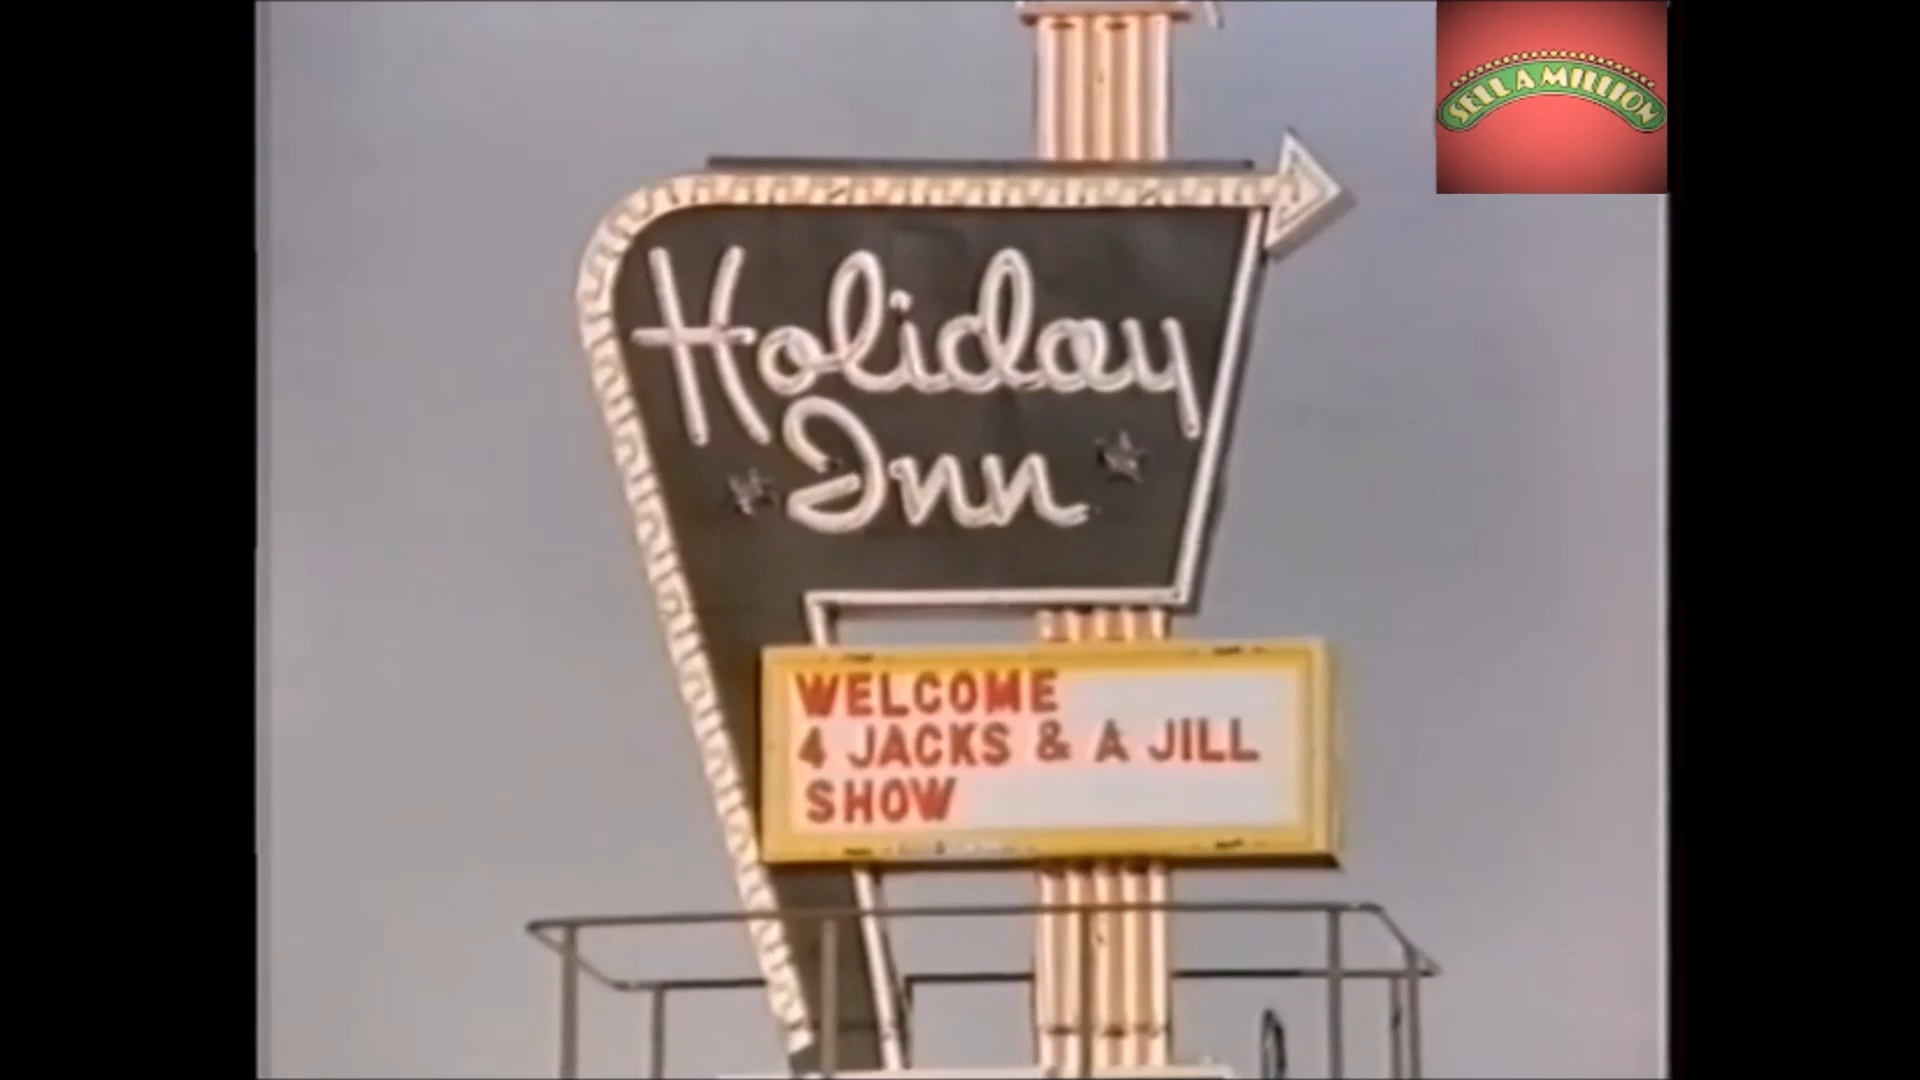 SELL A MILLION
Holiday
Inn
WELCOME
4 JACKS & A JILL
SHOW